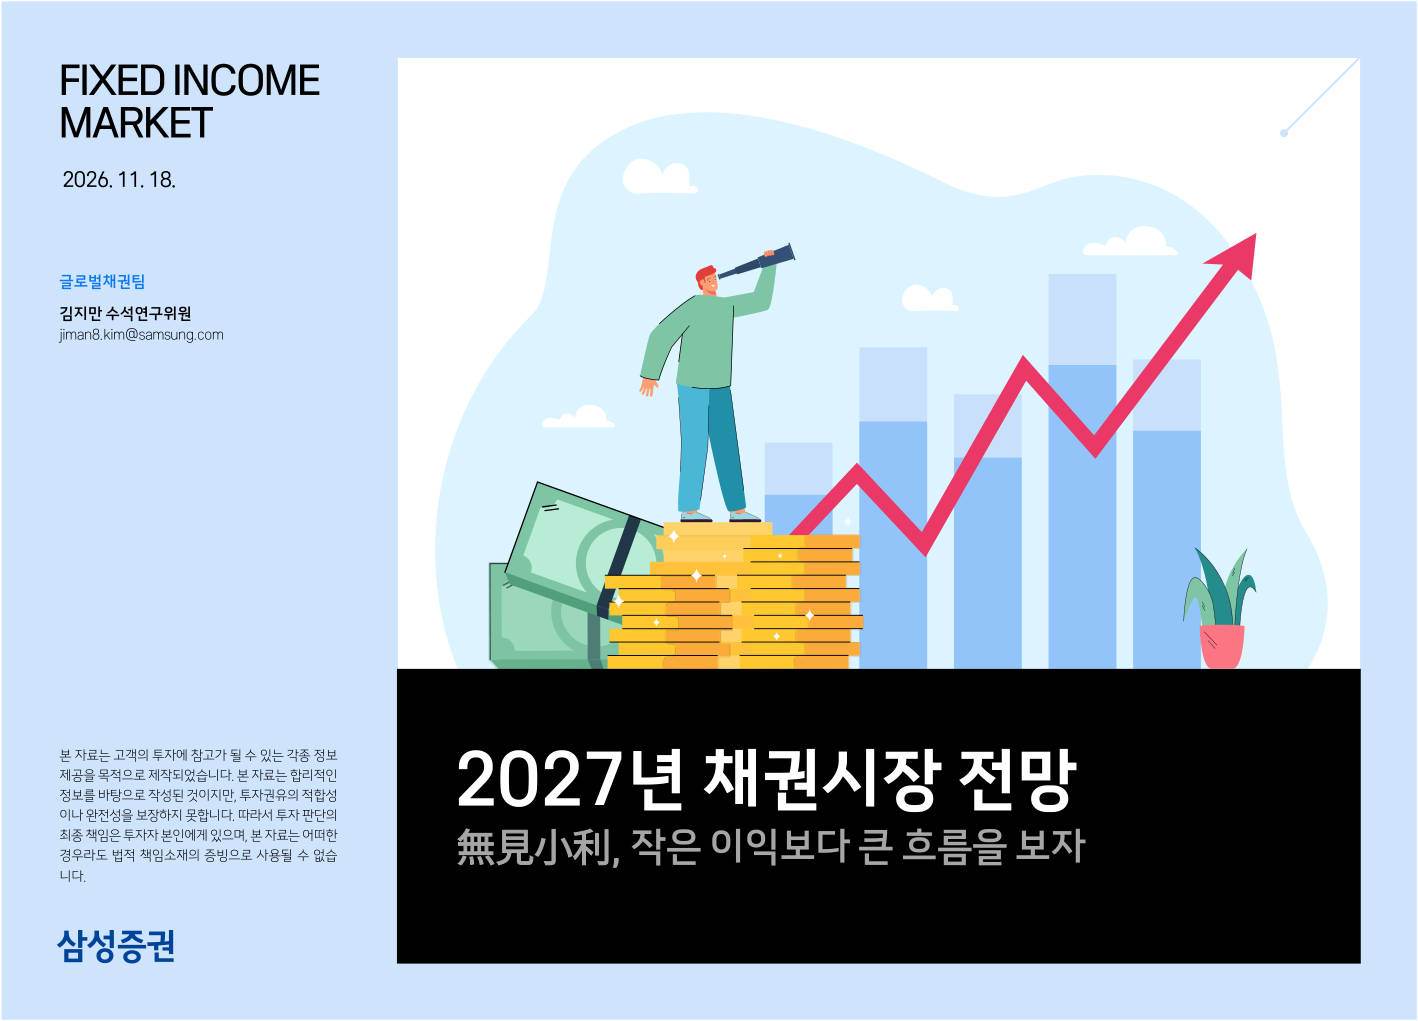 FIXED INCOME
MARKET
2026. 11. 18.
글로벌채권팀
김지만 수석연구위원
jiman8.kim@samsung.com
본 자료는 고객의 투자에 참고가 될 수 있는 각종 정보
제공을 목적으로 제작되었습니다. 본 자료는 합리적인
정보를 바탕으로 작성된 것이지만, 투자권유의 적합성
이나 완전성을 보장하지 못합니다. 따라서 투자 판단의
최종 책임은 투자자 본인에게 있으며, 본 자료는 어떠한
경우라도 법적 책임소재의 증빙으로 사용될 수 없습
니다.
삼성증권
2027년 채권시장 전망
無見小利, 작은 이익보다 큰 흐름을 보자